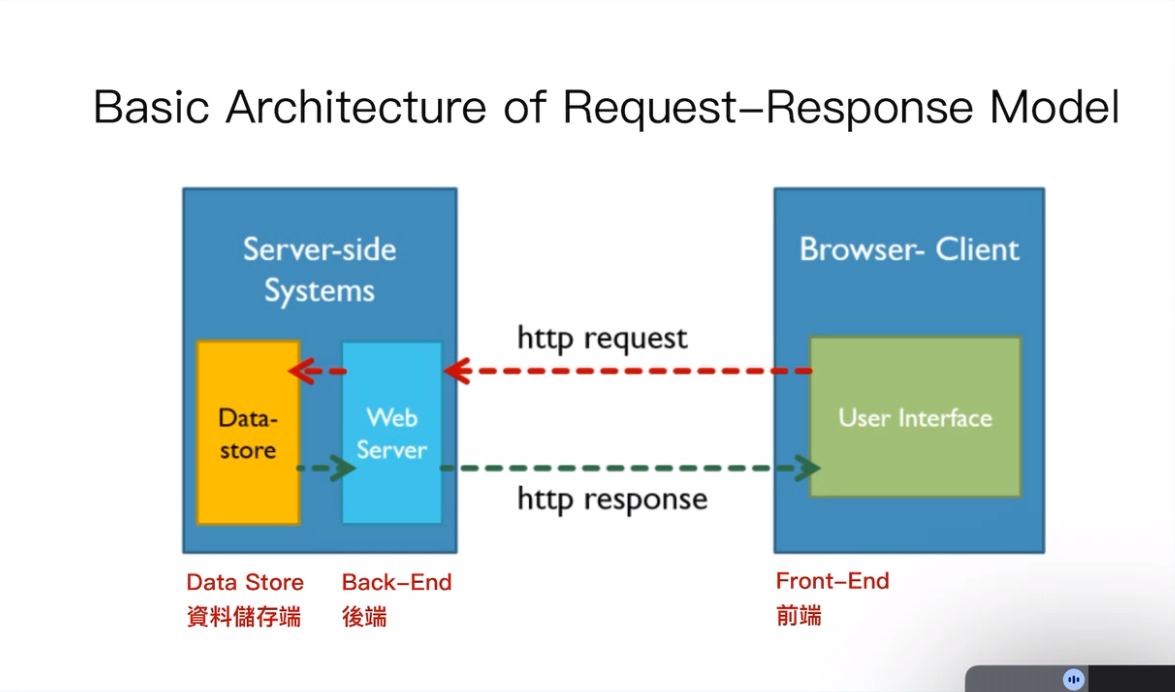 Basic Architecture of Request–Response Model
Server-side
Systems
Browser- Client
http request
Data-
store
Web
Server
User Interface
http response
Data Store
資料儲存端
Back–End
後端
Front–End
前端